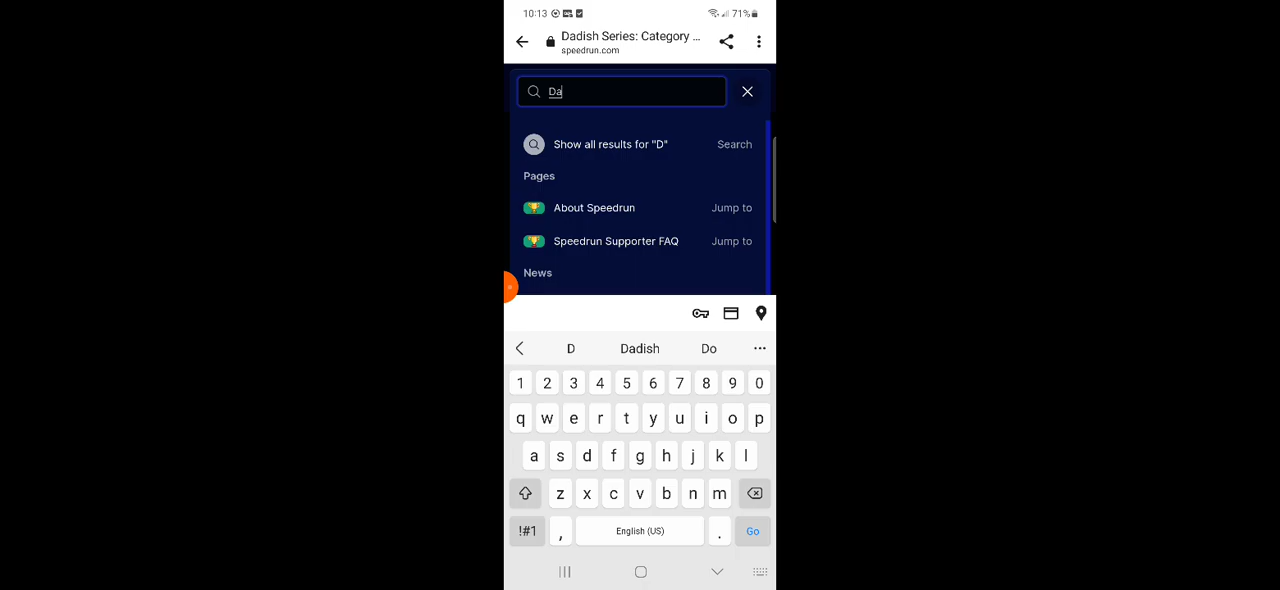 10:13 71%
Dadish Series: Category ...
speedrun.com
Da
Show all results for "D" Search
Pages
About Speedrun Jump to
Speedrun Supporter FAQ Jump to
News
D Dadish Do ...
1 2 3 4 5 6 7 8 9 0
q w e r t y u i o p
a s d f g h j k l
z x c v b n m
!#1 , English (US) . Go